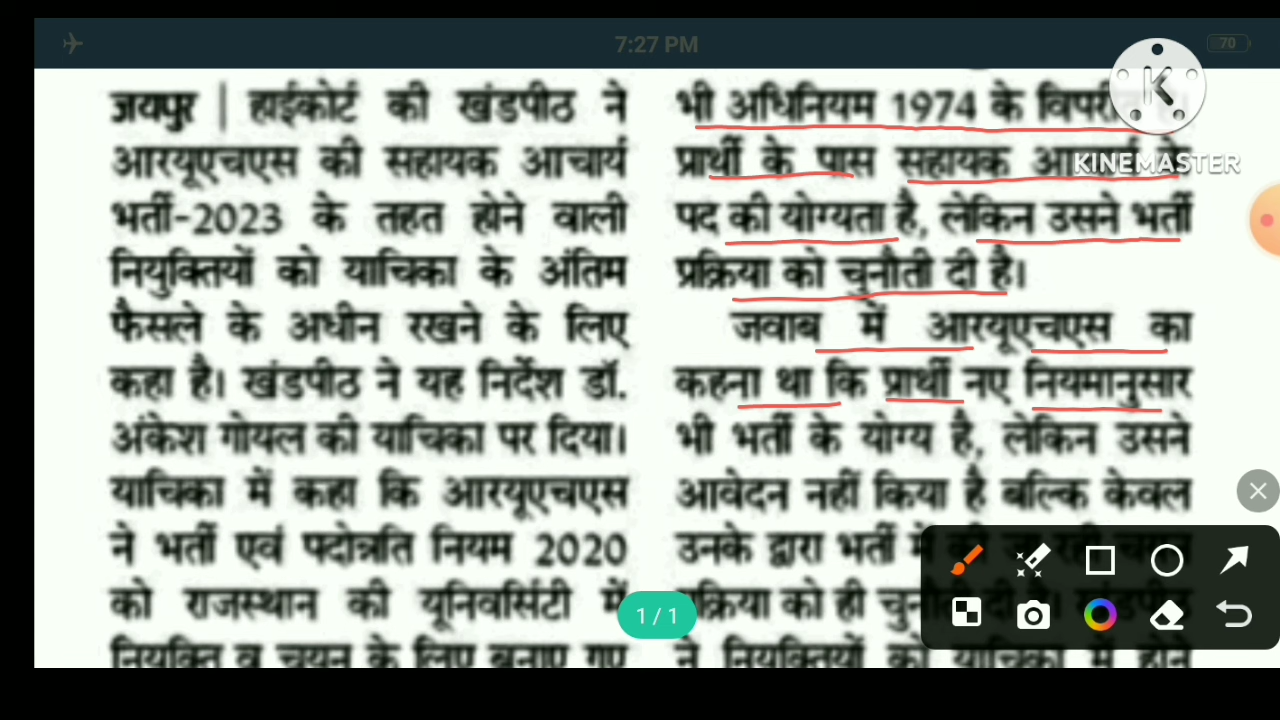 7:27 PM
70
जयपुर | हाईकोर्ट की खंडपीठ ने
आरयूएचएस की सहायक आचार्य
भर्ती-2023 के तहत होने वाली
नियुक्तियों को याचिका के अंतिम
फैसले के अधीन रखने के लिए
कहा है। खंडपीठ ने यह निर्देश डॉ.
अंकेश गोयल की याचिका पर दिया।
याचिका में कहा कि आरयूएचएस
ने भर्ती एवं पदोन्नति नियम 2020
को राजस्थान की यूनिवर्सिटी में
नियुक्ति व चयन के लिए बनाए गए
भी अधिनियम 1974 के
प्रार्थी के पास सहायक के
पद की योग्यता है, लेकिन उसने भर्ती
प्रक्रिया को चुनौती दी है।
जवाब में आरयूएचएस का
कहना था कि प्रार्थी नए नियमानुसार
भी भर्ती के योग्य है, लेकिन उसने
आवेदन नहीं किया है बल्कि केवल
उनके द्वारा भर्ती
को ही
ने नियुक्तियों को याचिका में होने
KINEMASTER
1 / 1